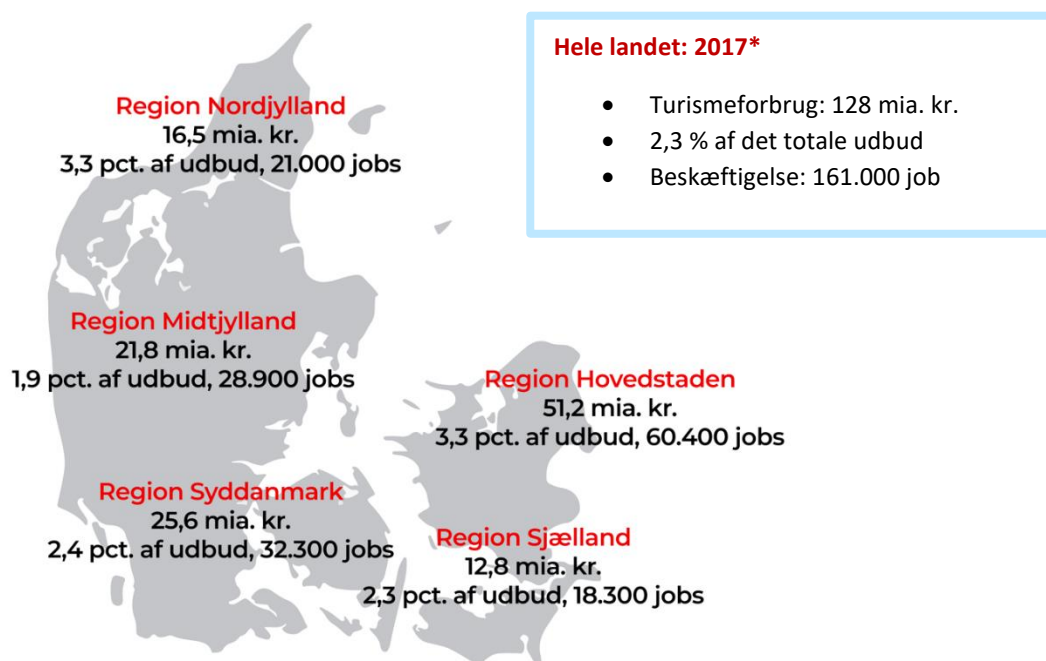 Hele landet: 2017*
• Turismeforbrug: 128 mia. kr.
• 2,3 % af det totale udbud
• Beskæftigelse: 161.000 job
Region Nordjylland
16,5 mia. kr.
3,3 pct. af udbud, 21.000 jobs
Region Midtjylland
21,8 mia. kr.
1,9 pct. af udbud, 28.900 jobs
Region Hovedstaden
51,2 mia. kr.
3,3 pct. af udbud, 60.400 jobs
Region Syddanmark
25,6 mia. kr.
2,4 pct. af udbud, 32.300 jobs
Region Sjælland
12,8 mia. kr.
2,3 pct. af udbud, 18.300 jobs